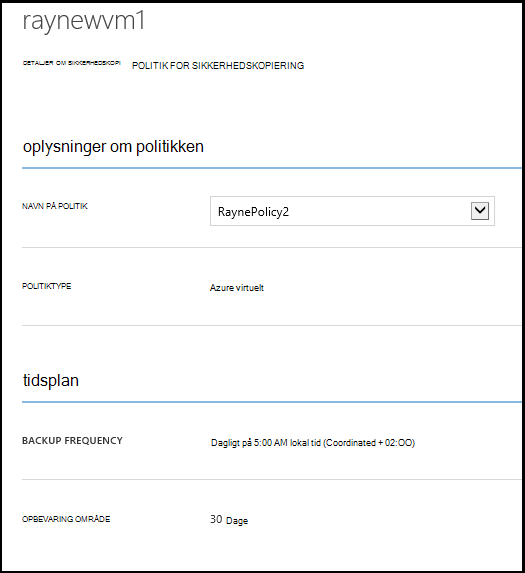 raynewvm1
DETALJER OM SIKKERHEDSKOPI POLITIK FOR SIKKERHEDSKOPIERING
oplysninger om politikken
NAVN PÅ POLITIK RaynePolicy2
POLITIKTYPE Azure virtuelt
tidsplan
BACKUP FREQUENCY Dagligt på 5:00 AM lokal tid (Coordinated + 02:OO)
OPBEVARING OMRÅDE 30 Dage